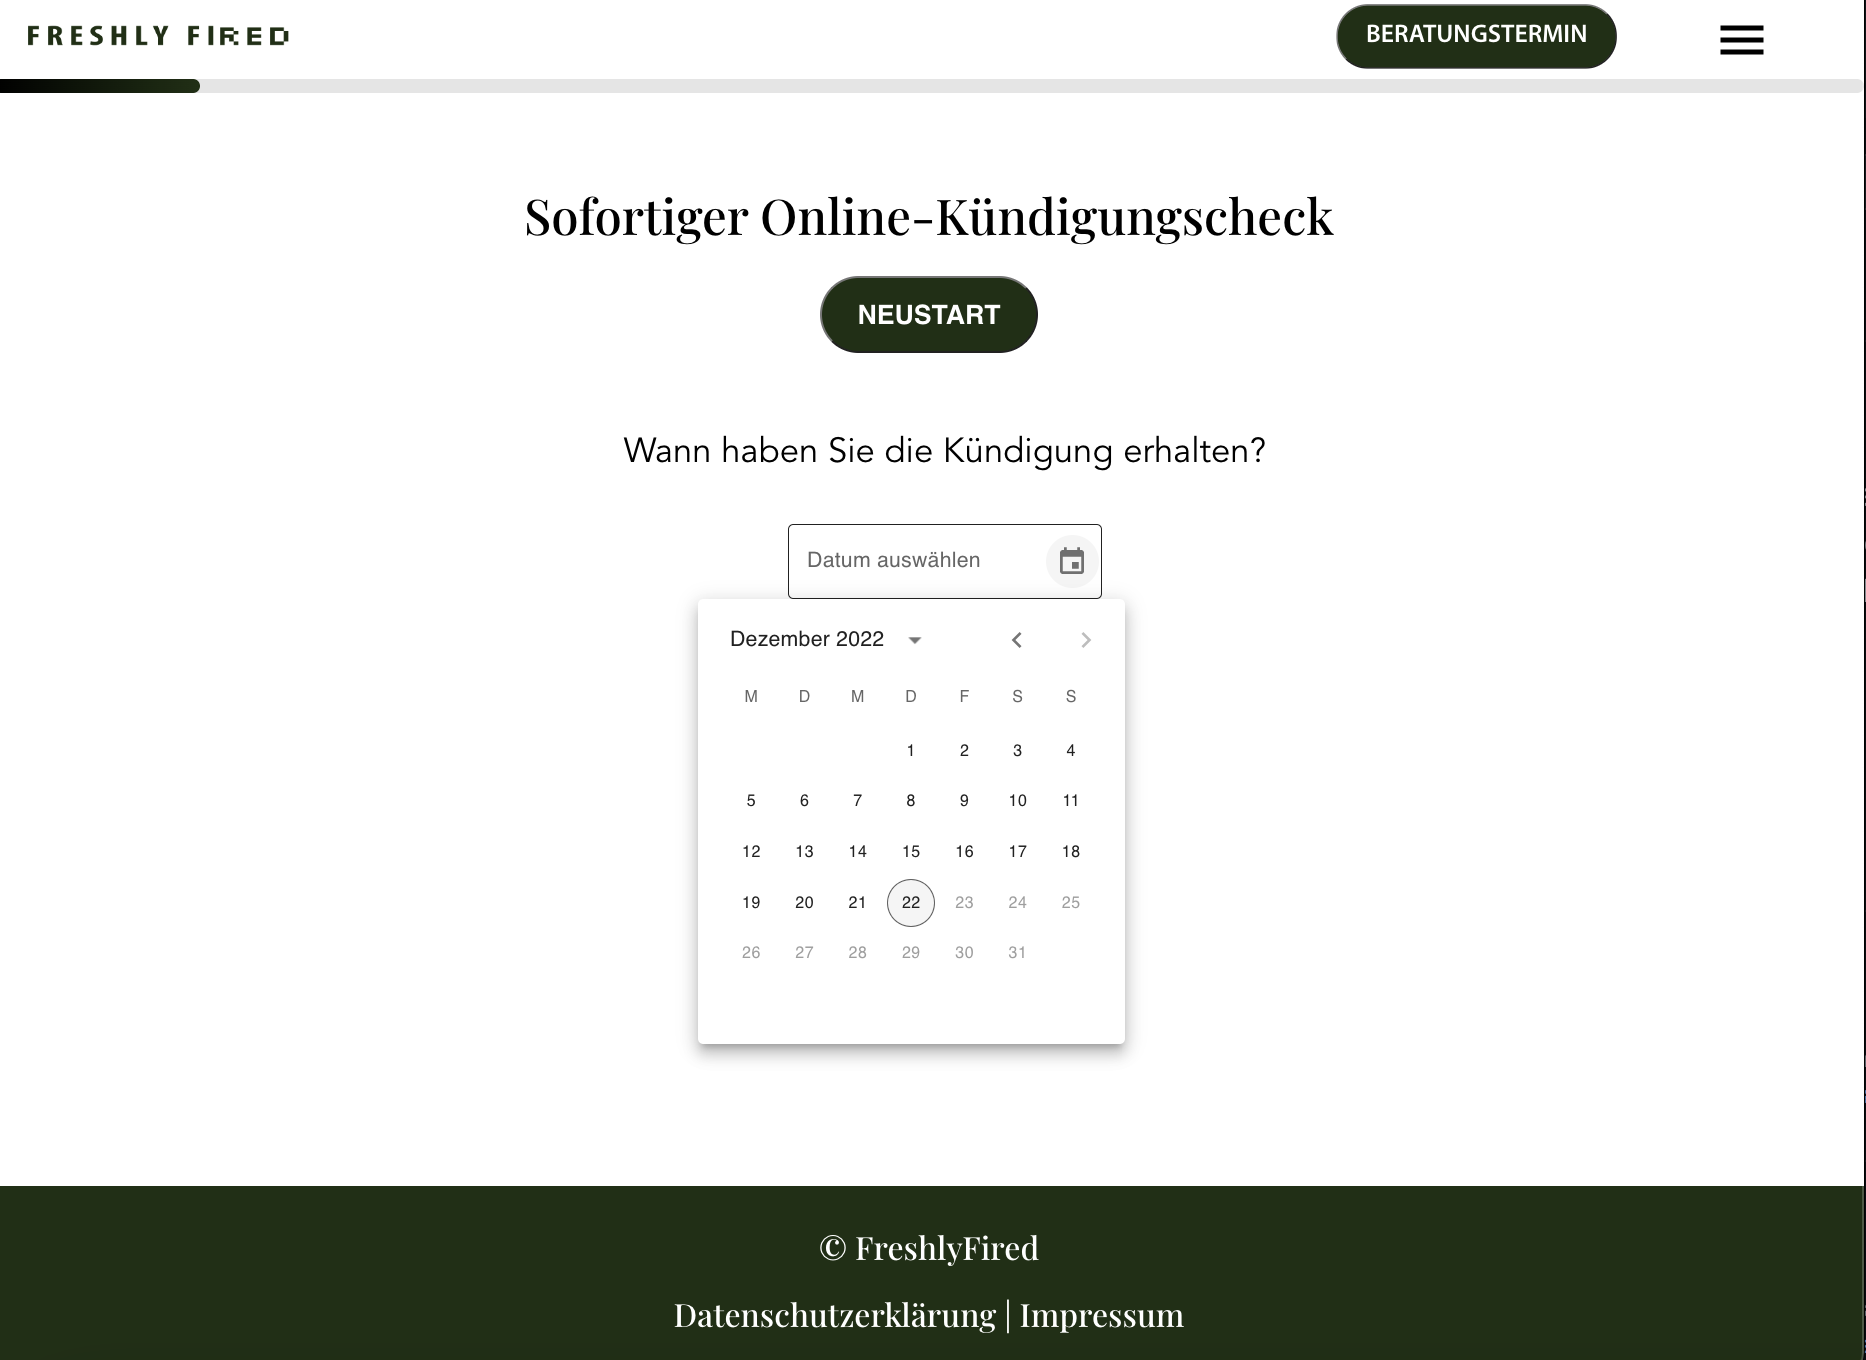 FRESHLY FIRED
BERATUNGSTERMIN
Sofortiger Online-Kündigungscheck
NEUSTART
Wann haben Sie die Kündigung erhalten?
Datum auswählen
Dezember 2022
M D M D F S S
1 2 3 4
5 6 7 8 9 10 11
12 13 14 15 16 17 18
19 20 21 22 23 24 25
26 27 28 29 30 31
© FreshlyFired
Datenschutzerklärung | Impressum